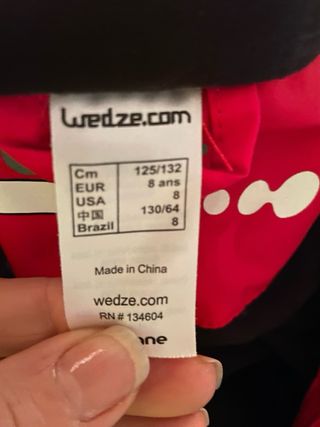 wedze.com
Cm 125/132
EUR 8 ans
USA 8
中国 130/64
Brazil 8
Made in China
wedze.com
RN # 134604